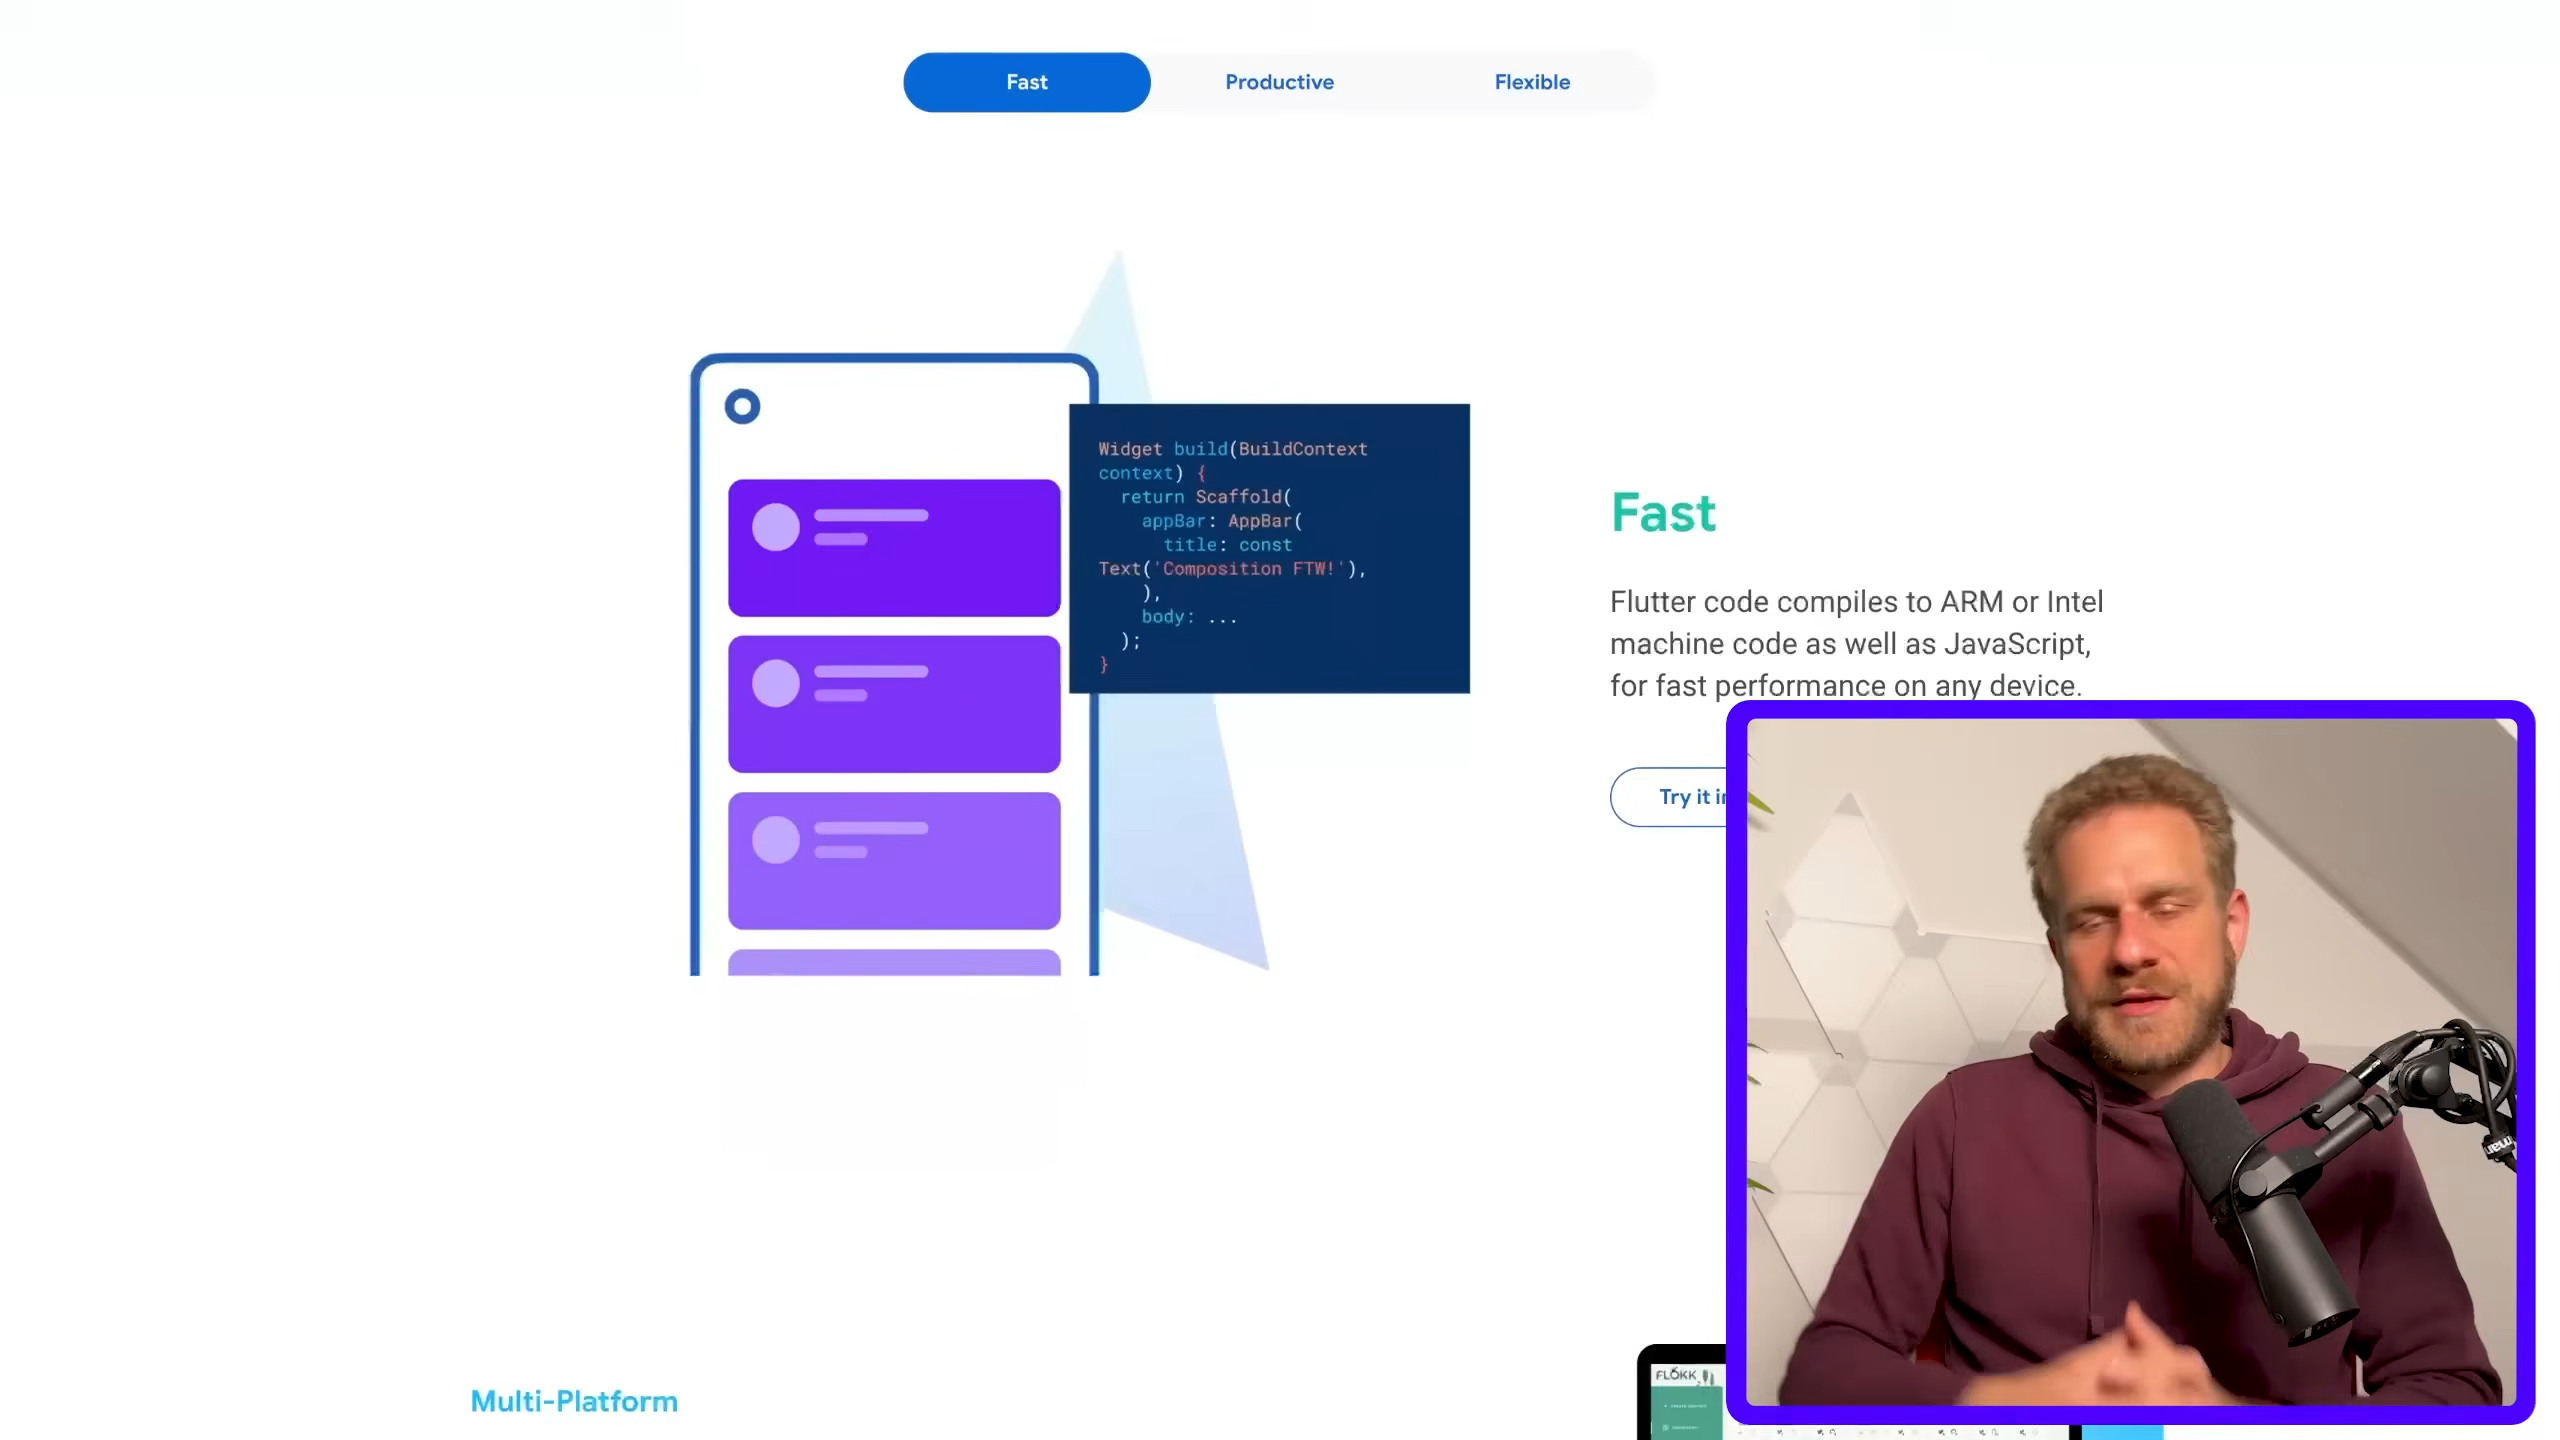 Fast Productive Flexible
Widget build(BuildContext
context) {
return Scaffold(
appBar: AppBar(
title: const
Text('Composition FTW!'),
),
body: ...
);
}
Fast
Flutter code compiles to ARM or Intel
machine code as well as JavaScript,
for fast performance on any device.
Try it
Multi-Platform
FLOKK